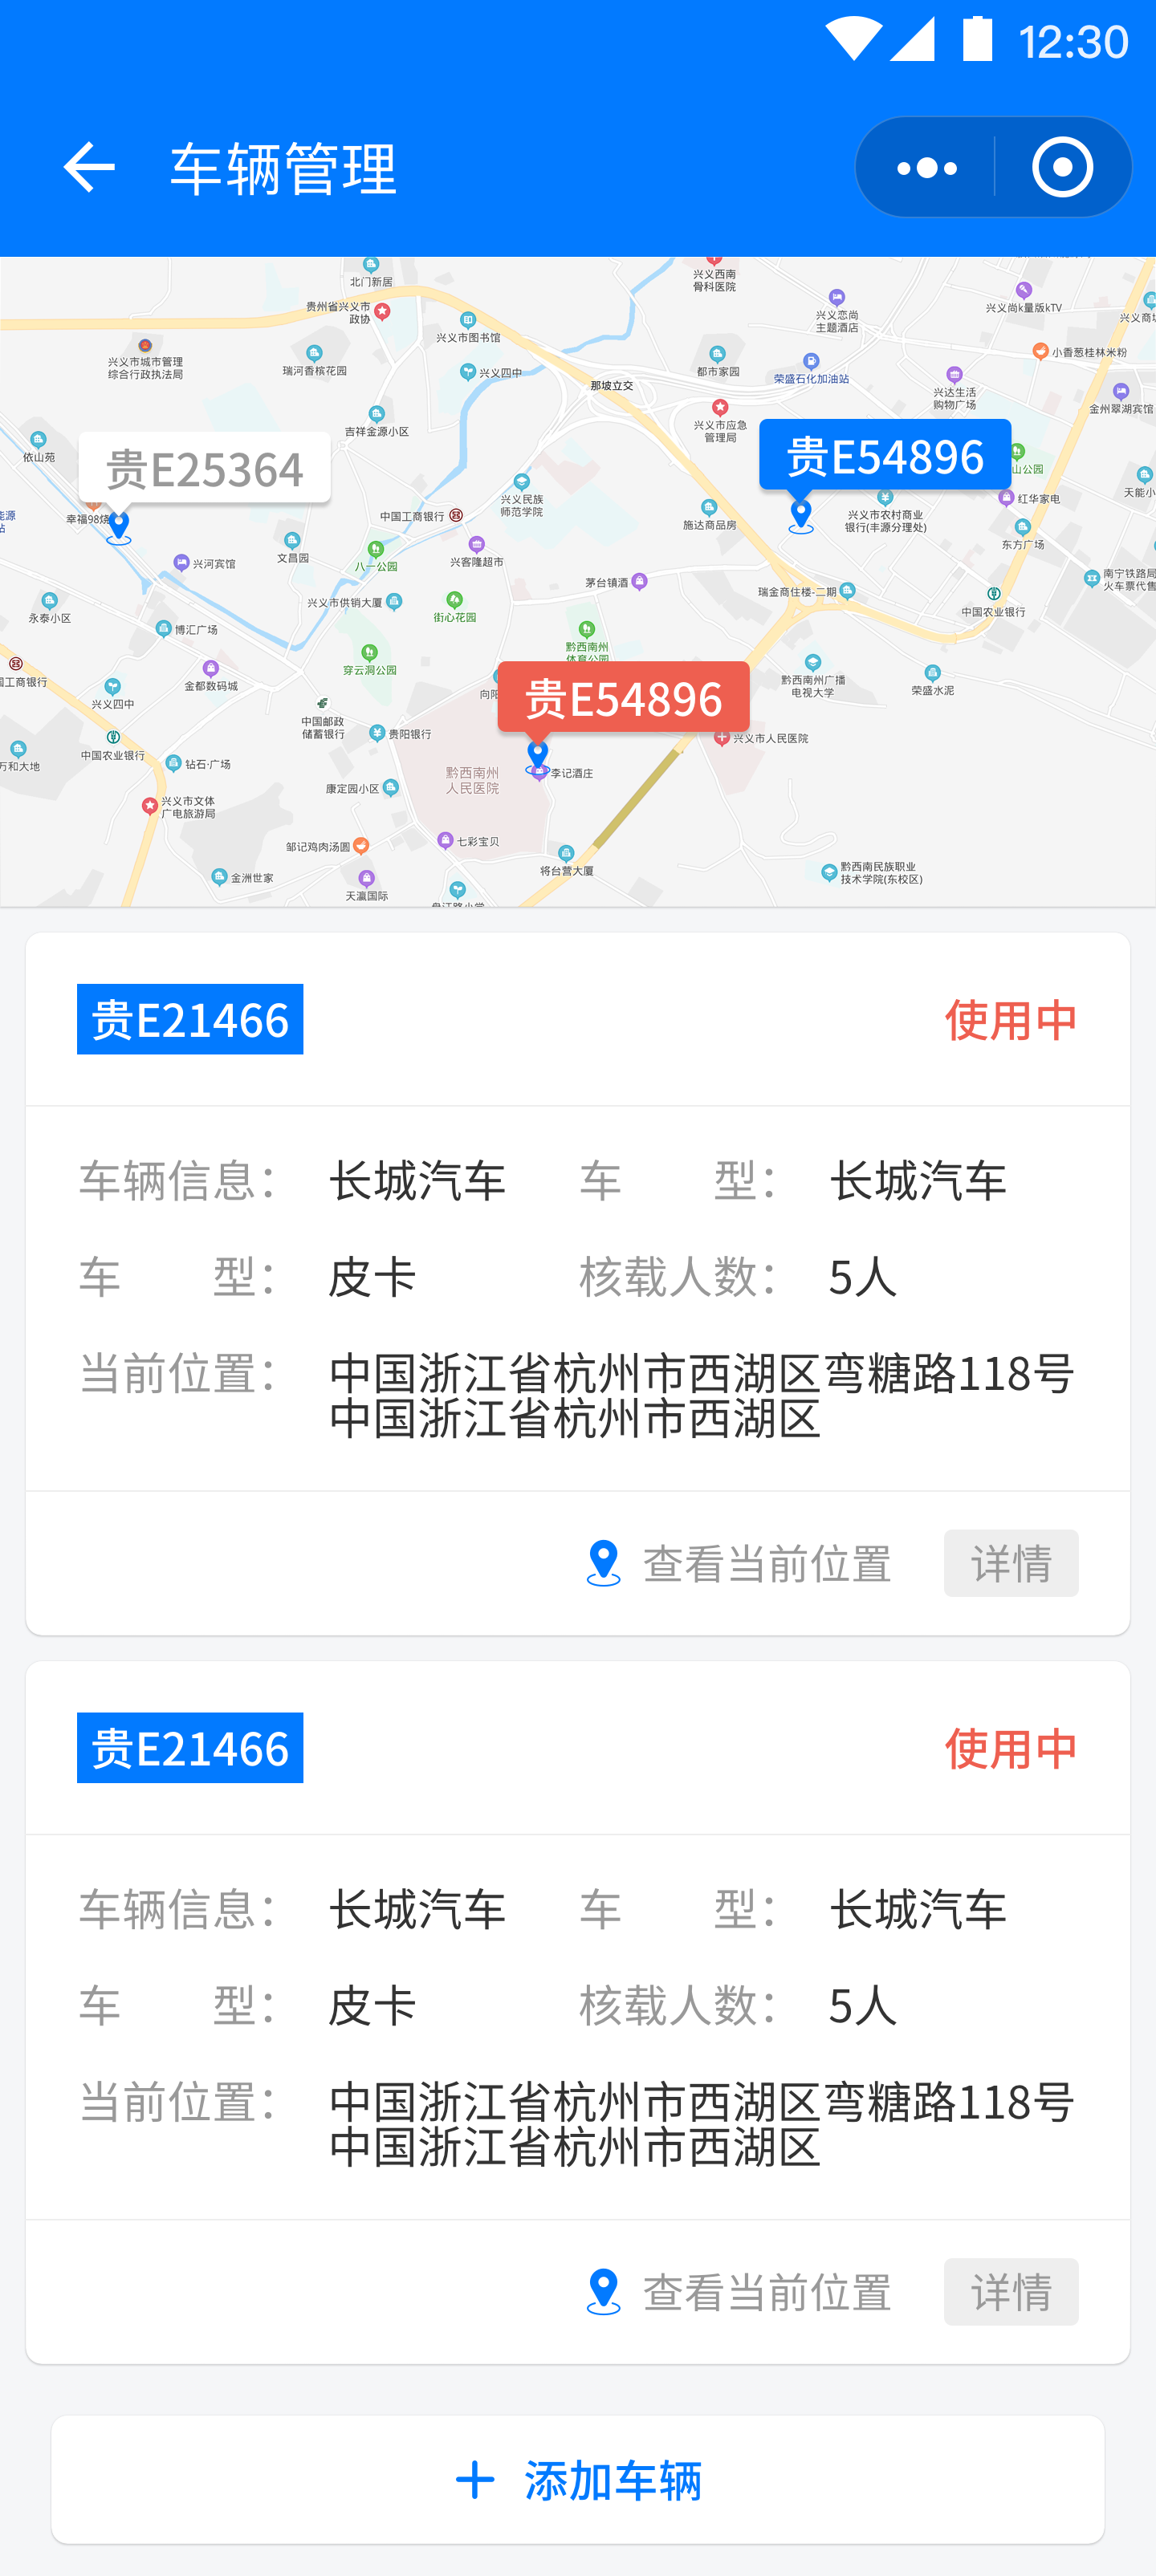 12:30
车辆管理
北门新居
兴义西南
骨科医院
贵州省兴义市
政协
兴义恋尚
主题酒店
兴义尚k量版kTV
兴义市图书馆
兴义市城市管理
综合行政执法局
瑞河香槟花园
兴义四中
那坡立交
都市家园
荣盛石化加油站
小香葱桂林米粉
兴达生活
购物广场
金州翠湖宾馆
吉祥金源小区
兴义市应急
管理局
依山苑
贵E25364
贵E54896
山公园
兴义民族
师范学院
天能小
幸福98烧
中国工商银行
施达商品房
兴义市农村商业
银行(丰源分理处)
红华家电
东方广场
兴河宾馆
文昌园
八一公园
兴客隆超市
茅台镇酒
瑞金商住楼-二期
南宁铁路局
火车票代售
永泰小区
兴义市供销大厦
街心花园
中国农业银行
博汇广场
黔西南州
体育公园
穿云洞公园
国工商银行
金都数码城
向阳
黔西南州广播
电视大学
荣盛水泥
兴义四中
贵E54896
中国邮政
储蓄银行
贵阳银行
兴义市人民医院
中国农业银行
钻石·广场
万和大地
黔西南州
人民医院
李记酒庄
康定园小区
兴义市文体
广电旅游局
邹记鸡肉汤圆
七彩宝贝
将台营大厦
黔西南民族职业
技术学院(东校区)
金洲世家
天瀛国际
贵E21466 使用中
车辆信息： 长城汽车 车　　型： 长城汽车
车　　型： 皮卡 核载人数： 5人
当前位置： 中国浙江省杭州市西湖区弯糖路118号
中国浙江省杭州市西湖区
查看当前位置 详情
贵E21466 使用中
车辆信息： 长城汽车 车　　型： 长城汽车
车　　型： 皮卡 核载人数： 5人
当前位置： 中国浙江省杭州市西湖区弯糖路118号
中国浙江省杭州市西湖区
查看当前位置 详情
添加车辆